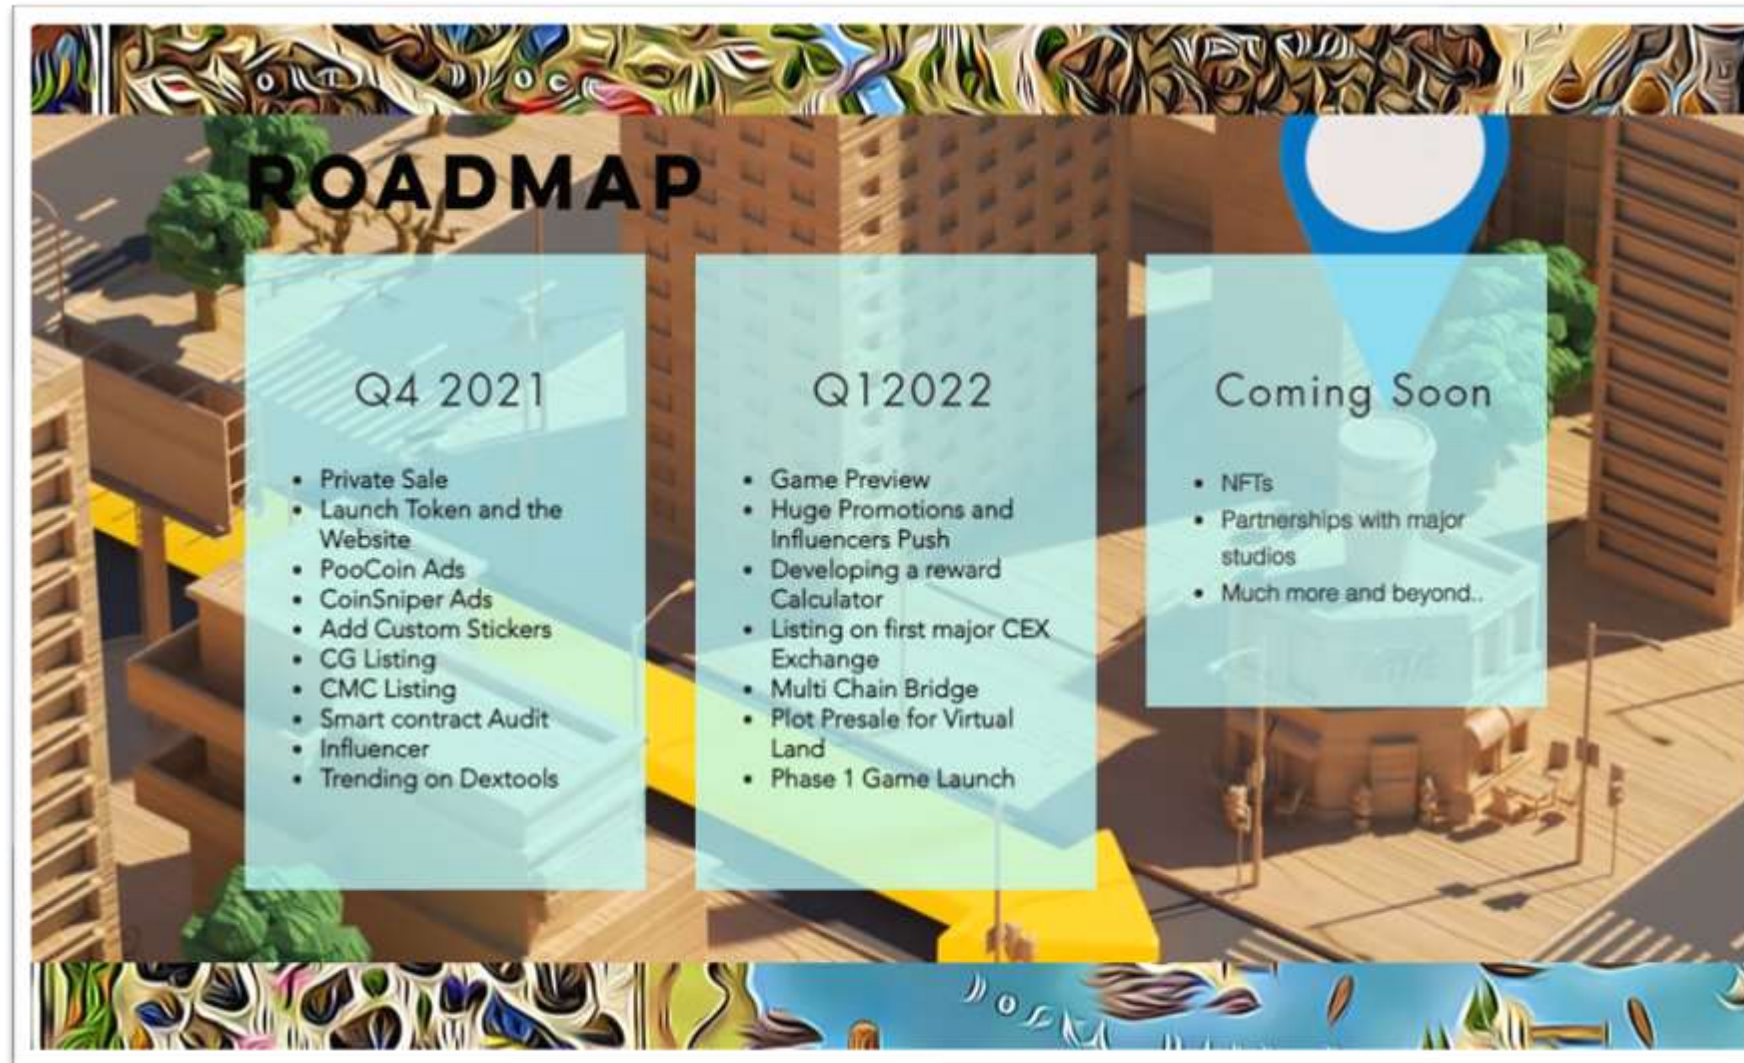 ROADMAP
Q4 2021
• Private Sale
• Launch Token and the
Website
• PooCoin Ads
• CoinSniper Ads
• Add Custom Stickers
• CG Listing
• CMC Listing
• Smart contract Audit
• Influencer
• Trending on Dextools
Q12022
• Game Preview
• Huge Promotions and
Influencers Push
• Developing a reward
Calculator
• Listing on first major CEX
Exchange
• Multi Chain Bridge
• Plot Presale for Virtual
Land
• Phase 1 Game Launch
Coming Soon
• NFTs
• Partnerships with major
studios
• Much more and beyond..